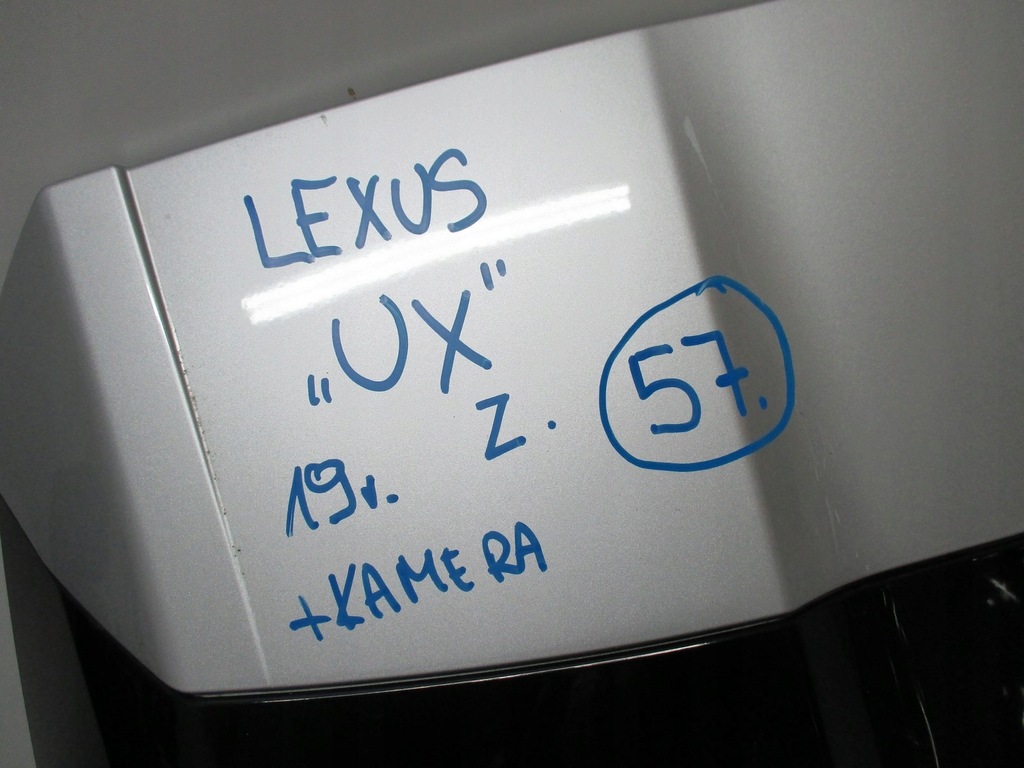 LEXUS
„UX”
Z. 57.
19r.
+KAMERA